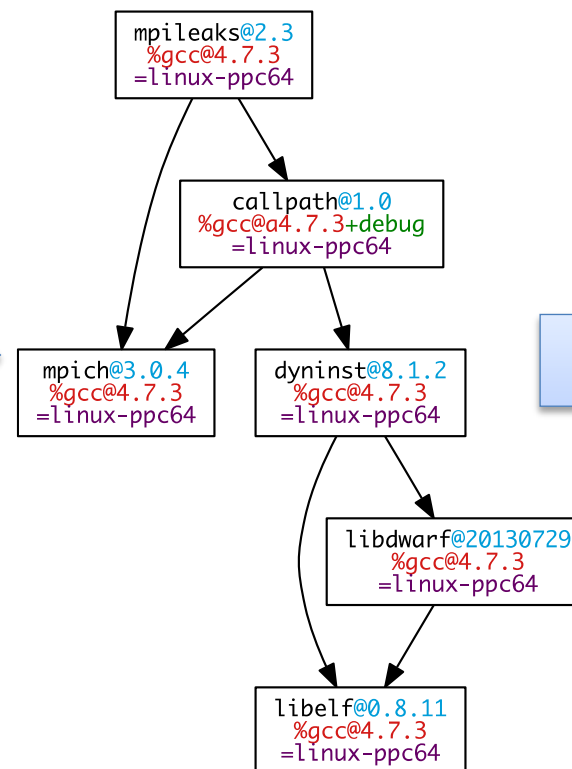 mpileaks@2.3
%gcc@4.7.3
=linux-ppc64
callpath@1.0
%gcc@a4.7.3+debug
=linux-ppc64
mpich@3.0.4
%gcc@4.7.3
=linux-ppc64
dyninst@8.1.2
%gcc@4.7.3
=linux-ppc64
libdwarf@20130729
%gcc@4.7.3
=linux-ppc64
libelf@0.8.11
%gcc@4.7.3
=linux-ppc64